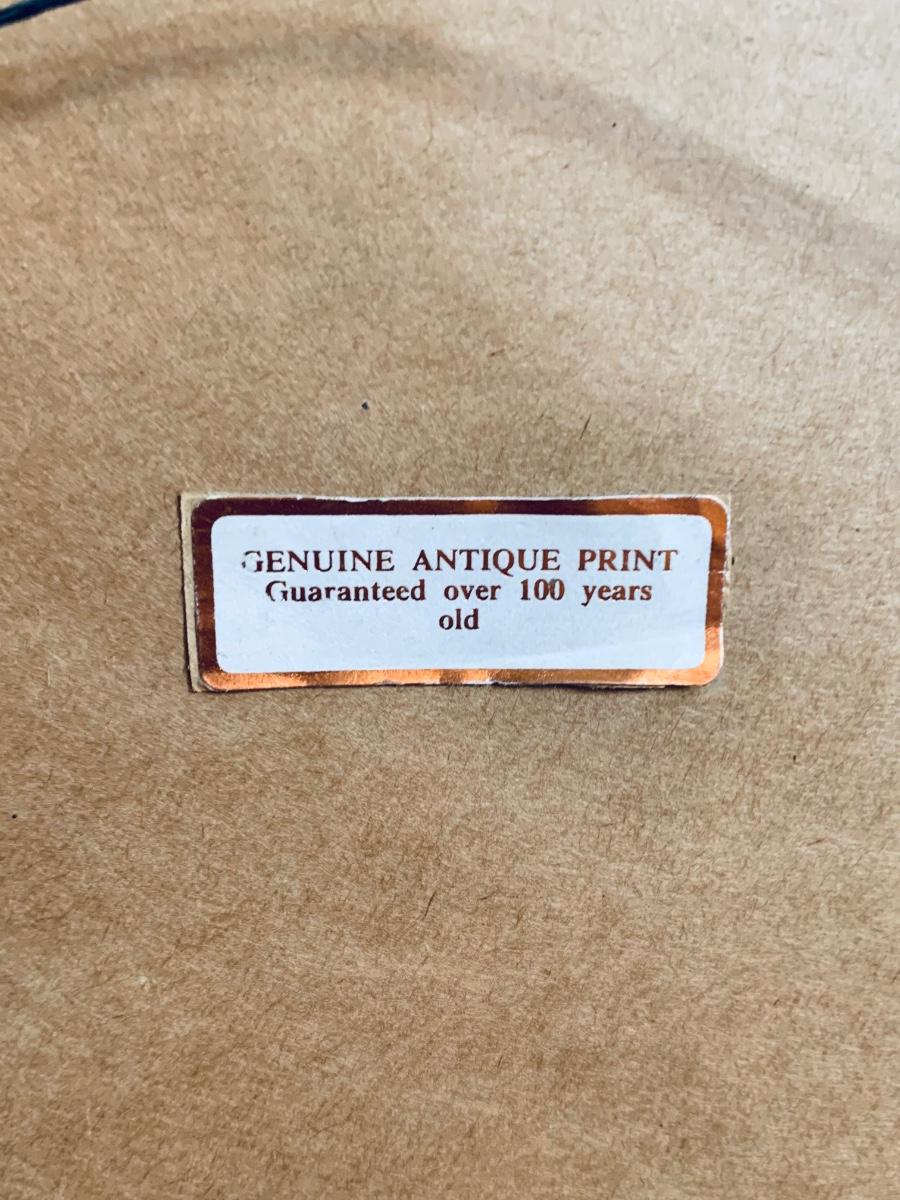 GENUINE ANTIQUE PRINT
Guaranteed over 100 years
old